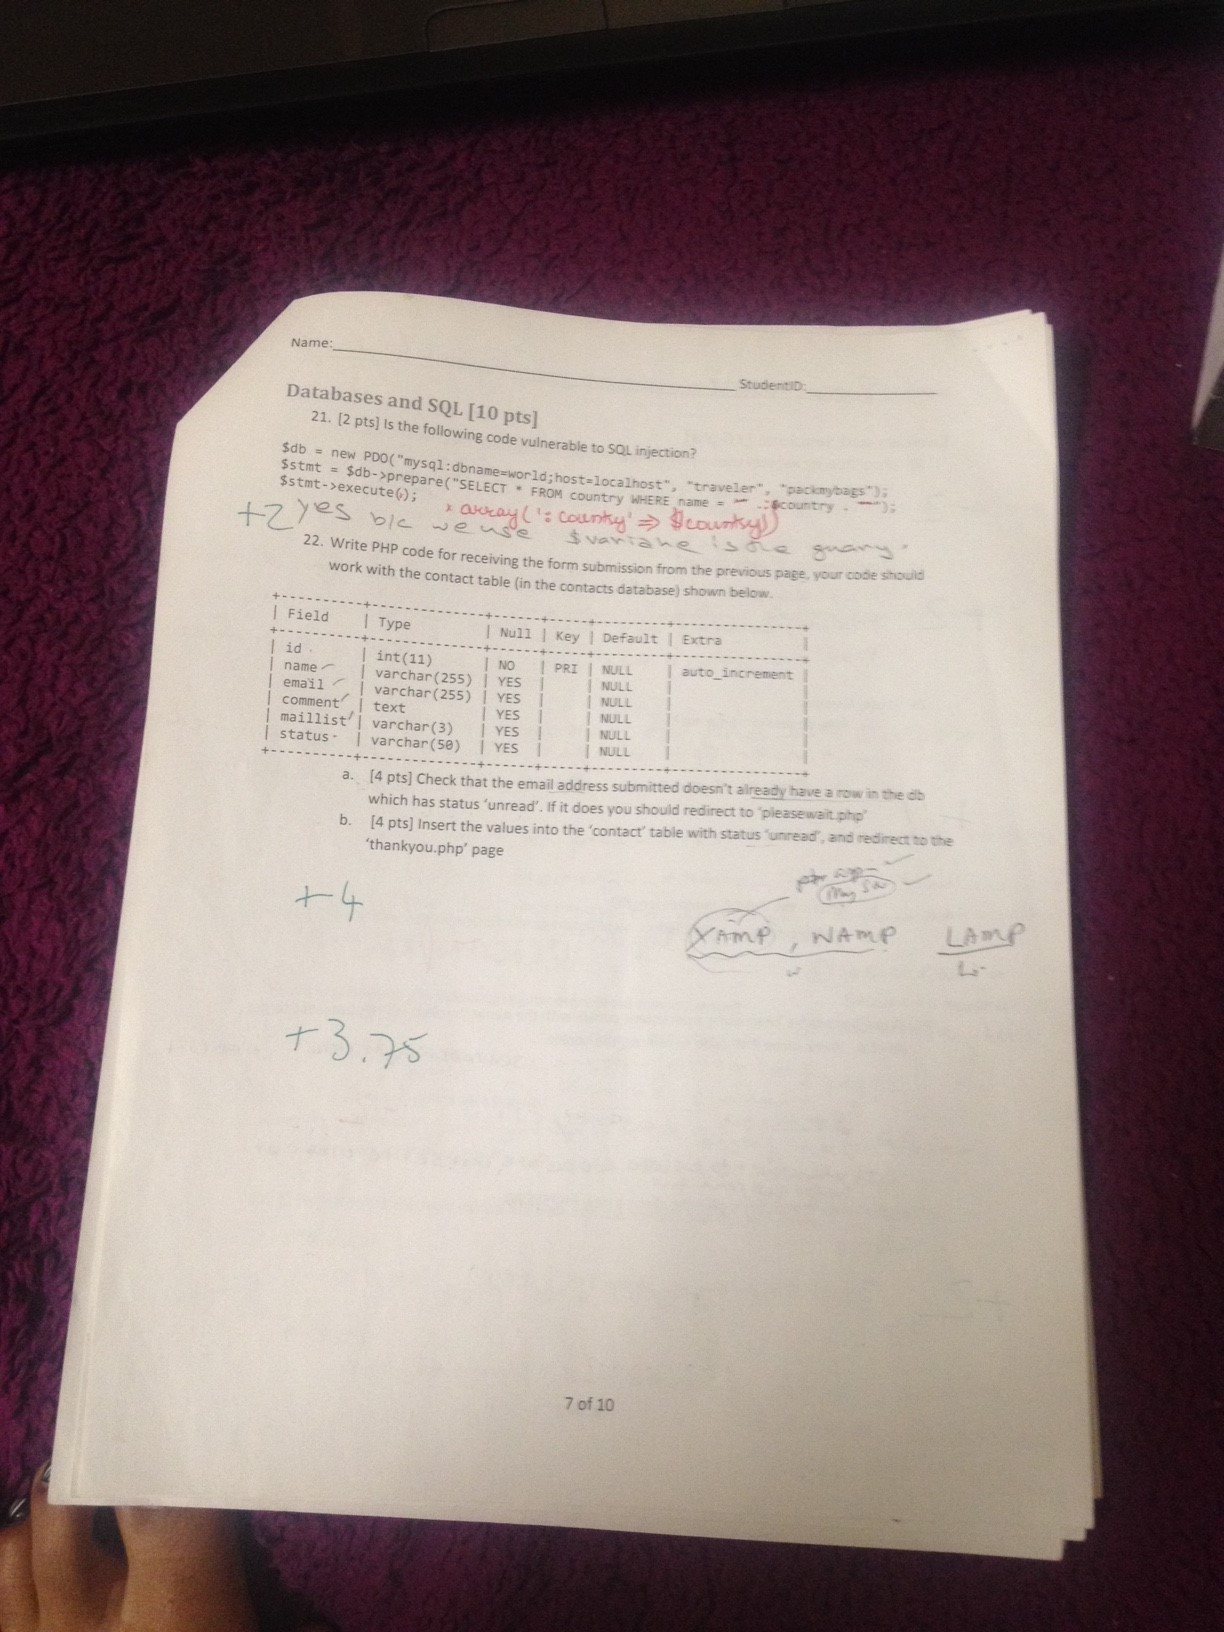 Name:____________ StudentID:____________
Databases and SQL [10 pts]
21. [2 pts] Is the following code vulnerable to SQL injection?
$db = new PDO("mysql:dbname=world;host=localhost", "traveler", "packmybags");
$stmt = $db->prepare("SELECT * FROM country WHERE name = " . $country . ");
$stmt->execute();
* array(':country' => $country))
+2 yes b/c we use $variable is the quary.
22. Write PHP code for receiving the form submission from the previous page, your code should
work with the contact table (in the contacts database) shown below.
+----------+--------------+------+-----+---------+----------------+
| Field | Type | Null | Key | Default | Extra |
+----------+--------------+------+-----+---------+----------------+
| id | int(11) | NO | PRI | NULL | auto_increment |
| name | varchar(255) | YES | | NULL | |
| email | varchar(255) | YES | | NULL | |
| comment | text | YES | | NULL | |
| maillist | varchar(3) | YES | | NULL | |
| status | varchar(50) | YES | | NULL | |
+----------+--------------+------+-----+---------+----------------+
a. [4 pts] Check that the email address submitted doesn't already have a row in the db
which has status 'unread'. If it does you should redirect to 'pleasewait.php'
b. [4 pts] Insert the values into the 'contact' table with status 'unread', and redirect to the
'thankyou.php' page
+4
XAMP, WAMP LAMP
+3.75
7 of 10